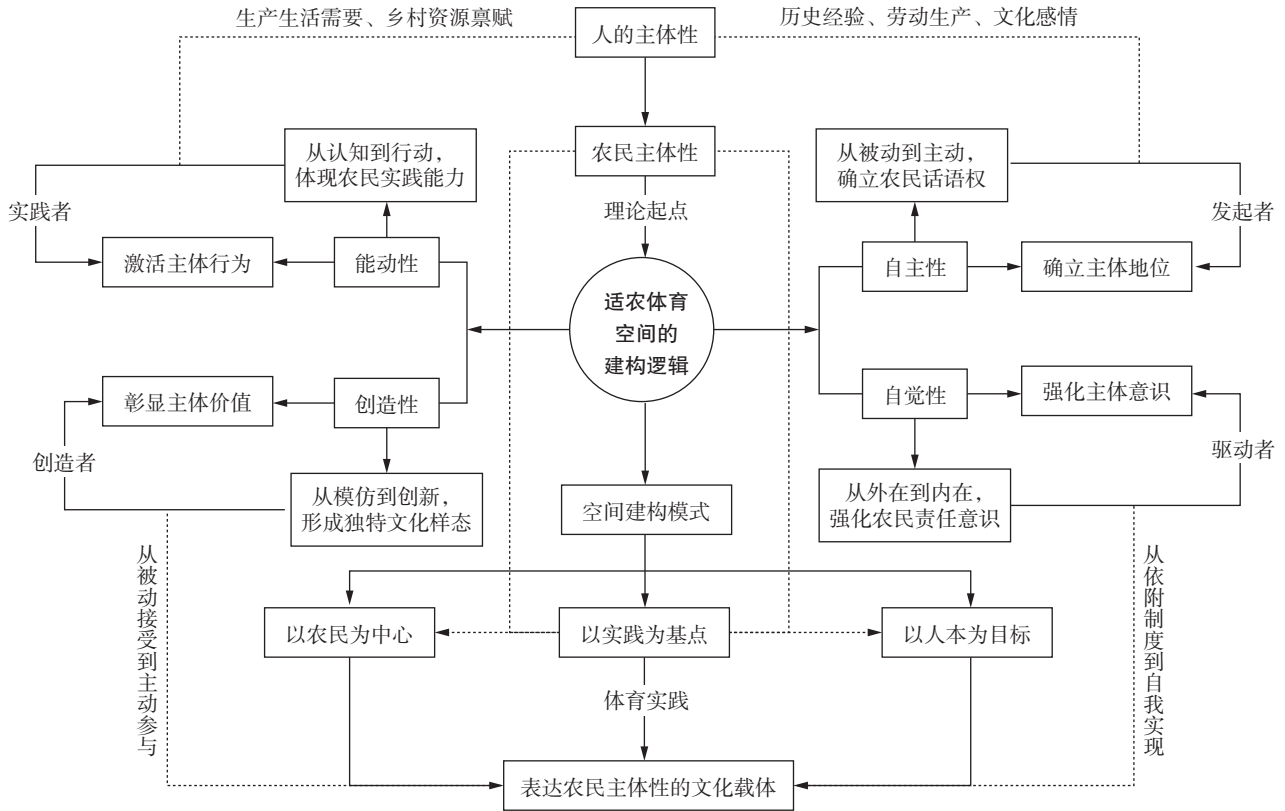 生产生活需要、乡村资源禀赋
历史经验、劳动生产、文化感情
人的主体性
从认知到行动，
体现农民实践能力
农民主体性
从被动到主动，
确立农民话语权
实践者
理论起点
发起者
激活主体行为
能动性
自主性
确立主体地位
适农体育
空间的
建构逻辑
彰显主体价值
创造性
自觉性
强化主体意识
创造者
驱动者
从模仿到创新，
形成独特文化样态
空间建构模式
从外在到内在，
强化农民责任意识
从被动接受到主动参与
从依附制度到自我实现
以农民为中心
以实践为基点
以人本为目标
体育实践
表达农民主体性的文化载体